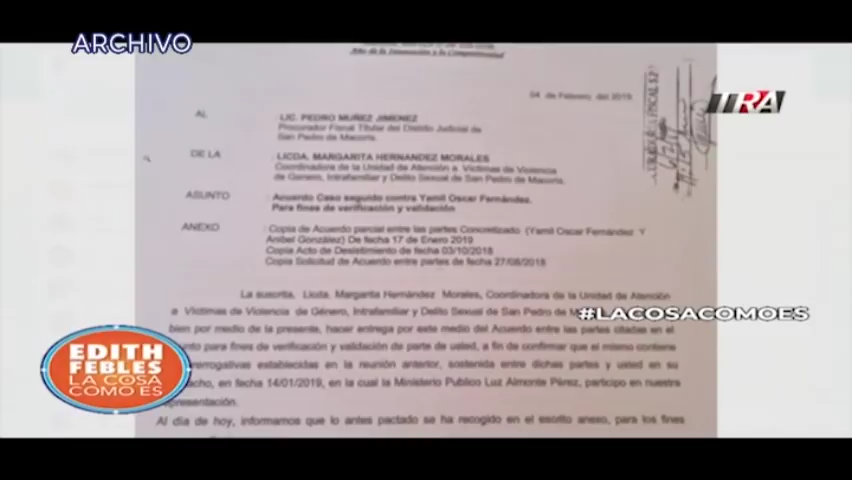 ARCHIVO
Año de la Innovación y la Competitividad
04 de Febrero del 2019
TRA
AL : LIC. PEDRO MUÑEZ JIMENEZ
Procurador Fiscal Titular del Distrito Judicial de
San Pedro de Macorís.
DE LA : LICDA. MARGARITA HERNANDEZ MORALES
Coordinadora de la Unidad de Atención a Víctimas de Violencia
de Género, Intrafamiliar y Delito Sexual de San Pedro de Macorís.
ASUNTO : Acuerdo Caso seguido contra Yamil Oscar Fernández.
Para fines de verificación y validación
ANEXO : Copia de Acuerdo parcial entre las partes Concretizado (Yamil Oscar Fernández Y
Anibel González) De fecha 17 de Enero 2019
Copia Acto de Desistimiento de fecha 03/10/2018
Copia Solicitud de Acuerdo entre partes de fecha 27/08/2018
La suscrita, Licda. Margarita Hernández Morales, Coordinadora de la Unidad de Atención
a Víctimas de Violencia de Género, Intrafamiliar y Delito Sexual de San Pedro de
#LACOSACOMOES
bien por medio de la presente, hacer entrega por este medio del Acuerdo entre las partes citadas en el
para fines de verificación y validación de parte de usted, a fin de confirmar que el mismo contiene
establecidas en la reunión anterior, sostenida entre dichas partes y usted en su
en fecha 14/01/2019, en la cual la Ministerio Publico Luz Almonte Pérez, participo en nuestra
Al día de hoy, informamos que lo antes pactado se ha recogido en el escrito anexo, para los fines
EDITH
FEBLES
LA COSA
COMO ES